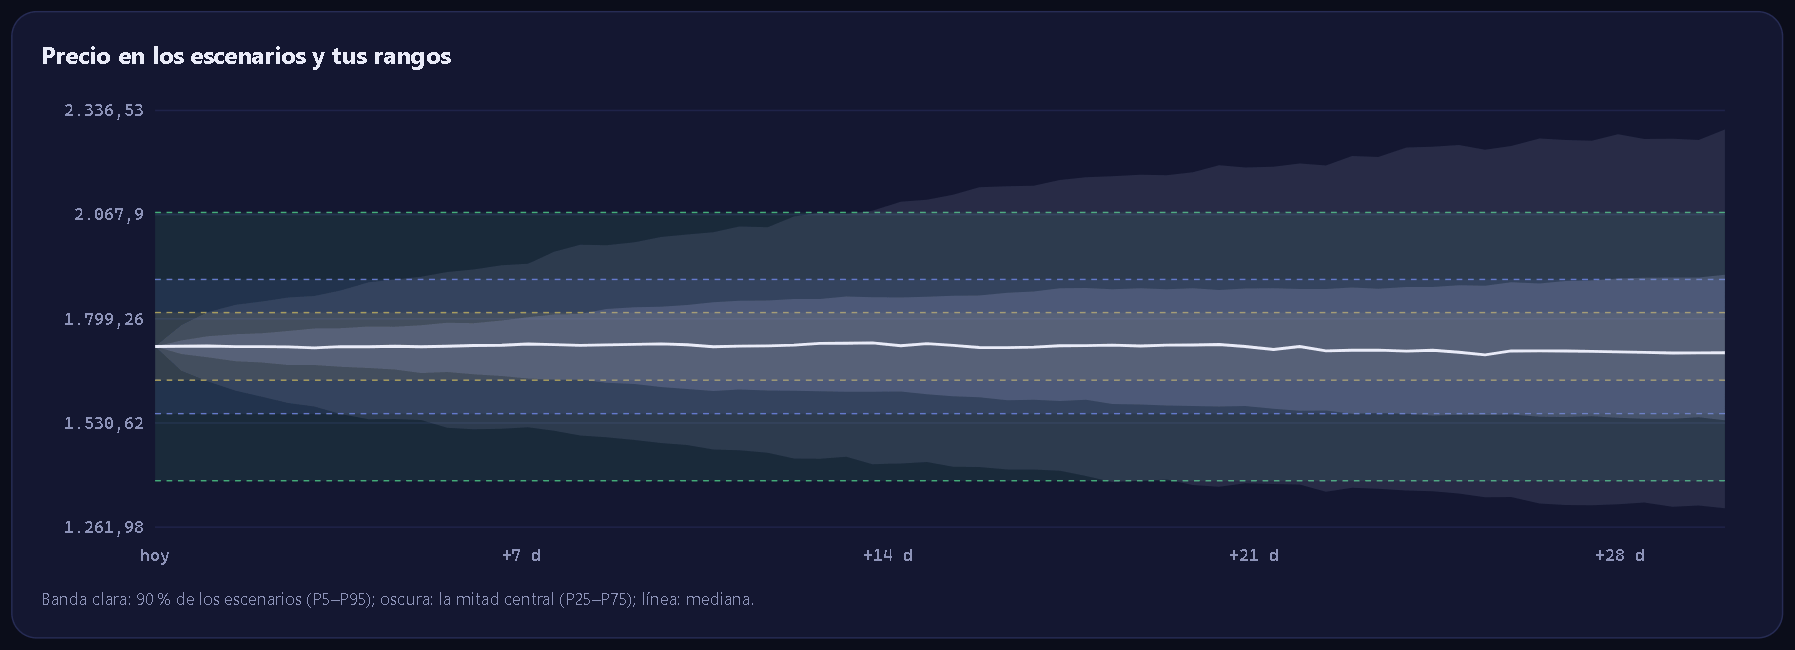 Precio en los escenarios y tus rangos
2.336,53
2.067,9
1.799,26
1.530,62
1.261,98
hoy +7 d +14 d +21 d +28 d
Banda clara: 90 % de los escenarios (P5–P95); oscura: la mitad central (P25–P75); línea: mediana.